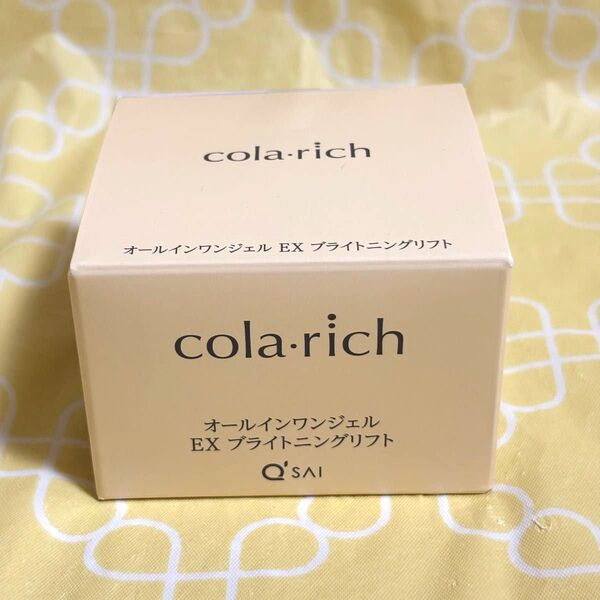 cola·rich
オールインワンジェル EX ブライトニングリフト
cola·rich
オールインワンジェル
EX ブライトニングリフト
Q'SAI